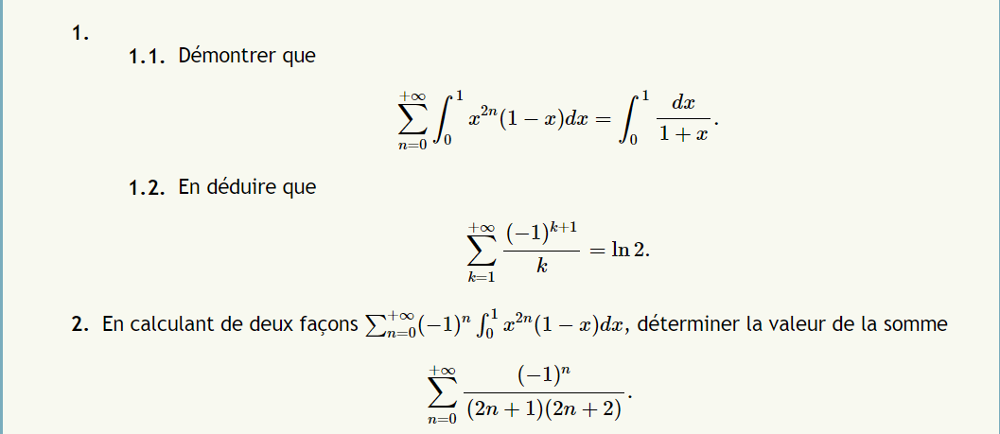 1.
1.1. Démontrer que
$$\sum_{n=0}^{+\infty} \int_0^1 x^{2n}(1-x)dx = \int_0^1 \frac{dx}{1+x}.$$
1.2. En déduire que
$$\sum_{k=1}^{+\infty} \frac{(-1)^{k+1}}{k} = \ln 2.$$
2. En calculant de deux façons $\sum_{n=0}^{+\infty}(-1)^n \int_0^1 x^{2n}(1-x)dx$, déterminer la valeur de la somme
$$\sum_{n=0}^{+\infty} \frac{(-1)^n}{(2n+1)(2n+2)}.$$